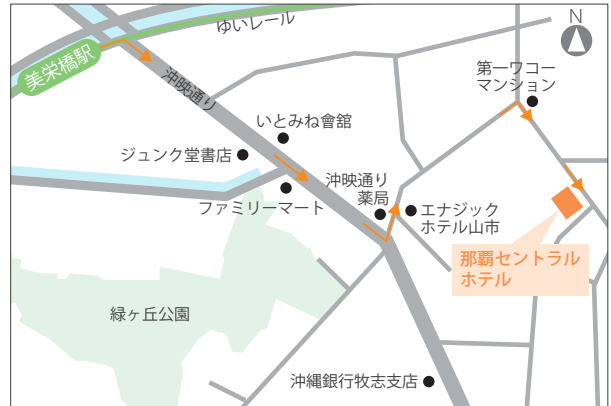 N
ゆいレール
美栄橋駅
沖映通り
第一ワコー
マンション
いとみね會舘
ジュンク堂書店
沖映通り
薬局
ファミリーマート
エナジック
ホテル山市
那覇セントラル
ホテル
緑ヶ丘公園
沖縄銀行牧志支店